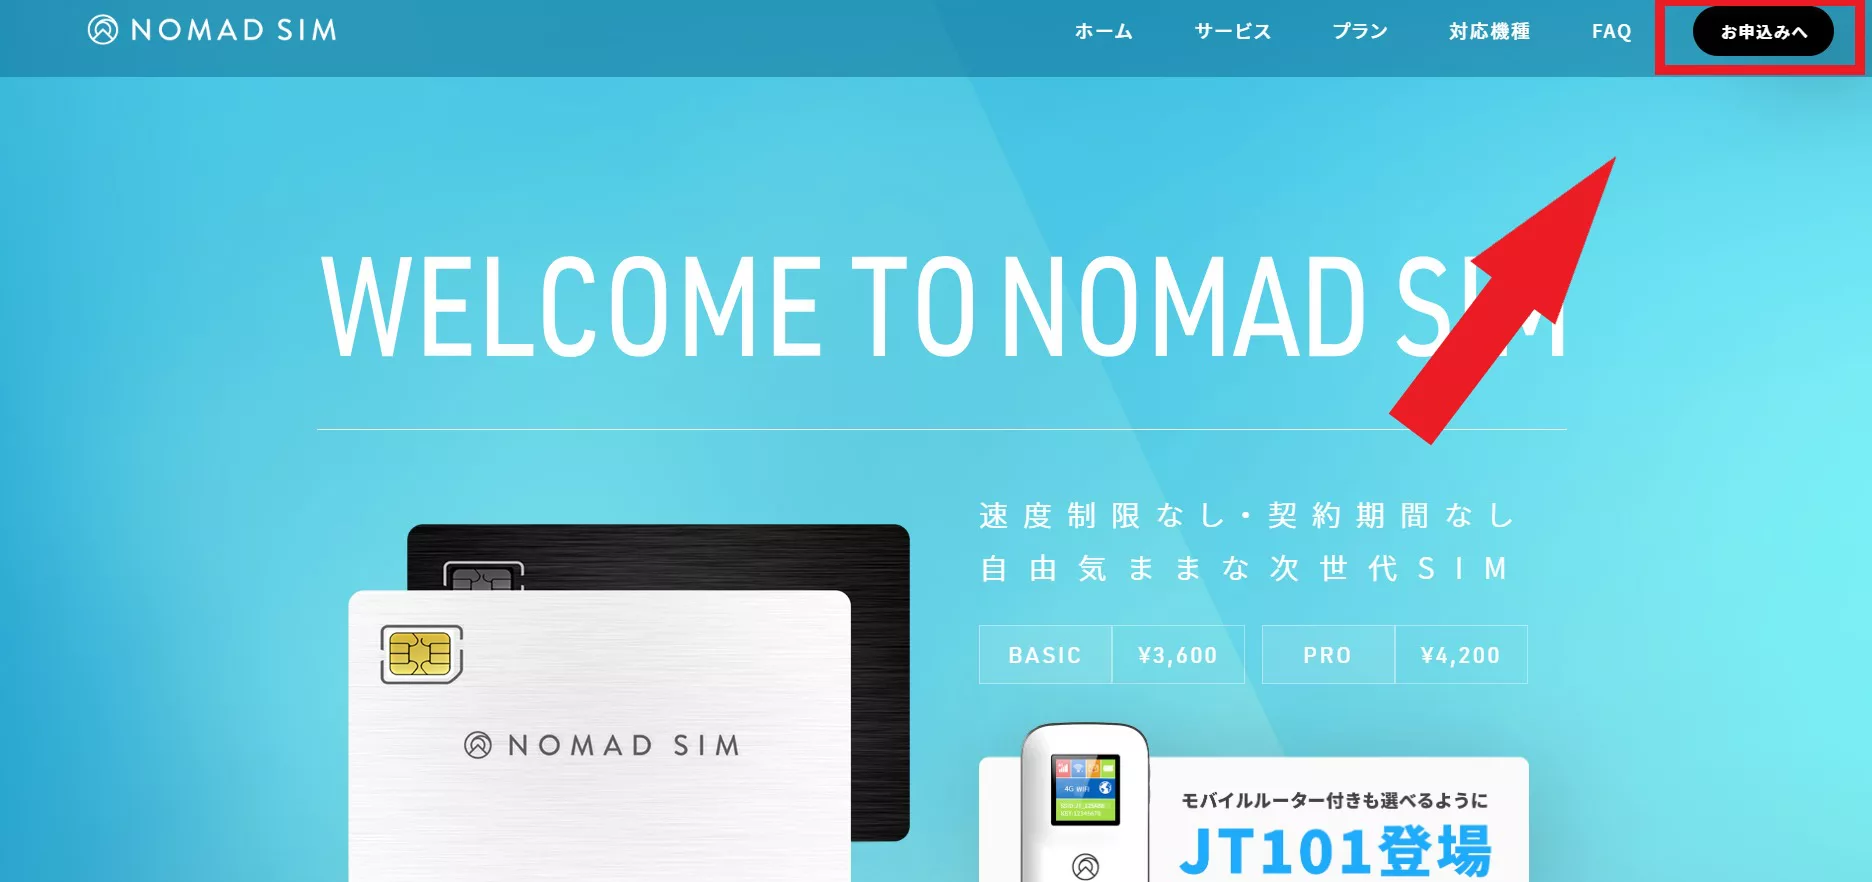 NOMAD SIM
ホーム サービス プラン 対応機種 FAQ お申込みへ
WELCOME TO NOMAD SIM
速度制限なし・契約期間なし
自由気ままな次世代SIM
BASIC ¥3,600 PRO ¥4,200
NOMAD SIM
4G WIFI
モバイルルーター付きも選べるように
JT101登場